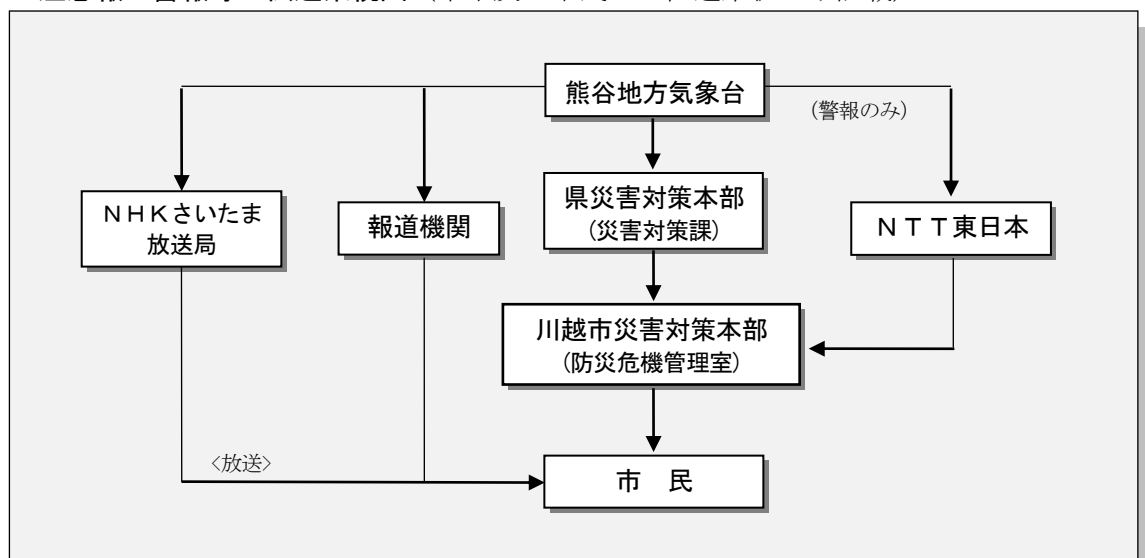 熊谷地方気象台
(警報のみ)
NHKさいたま
放送局
報道機関
県災害対策本部
(災害対策課)
NTT東日本
川越市災害対策本部
(防災危機管理室)
<放送>
市 民